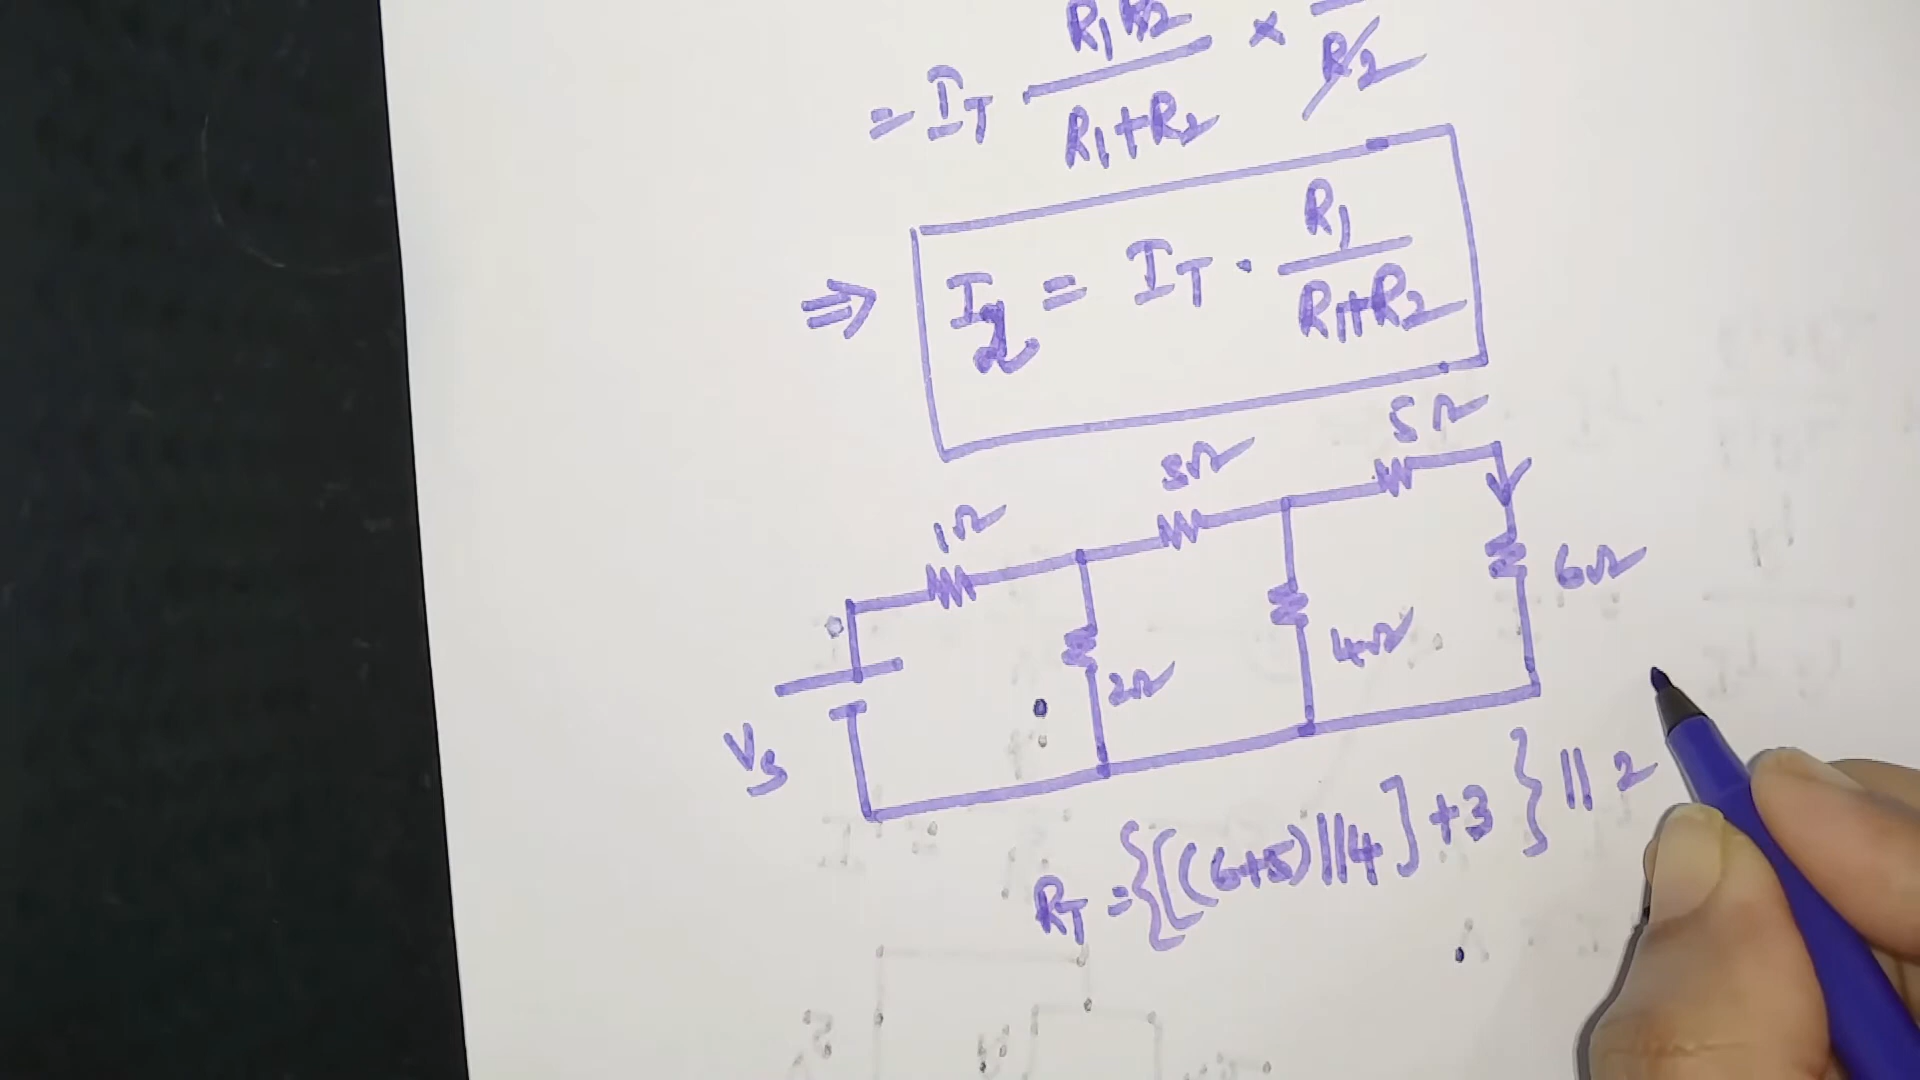 = I_T R₁R₂ / R₁+R₂ × / R₂
⇒ I₂ = I_T · R₁ / R₁+R₂
5Ω
3Ω
1Ω
6Ω
4Ω
2Ω
Vs
R_T = {[(6+5)||4]+3}||2